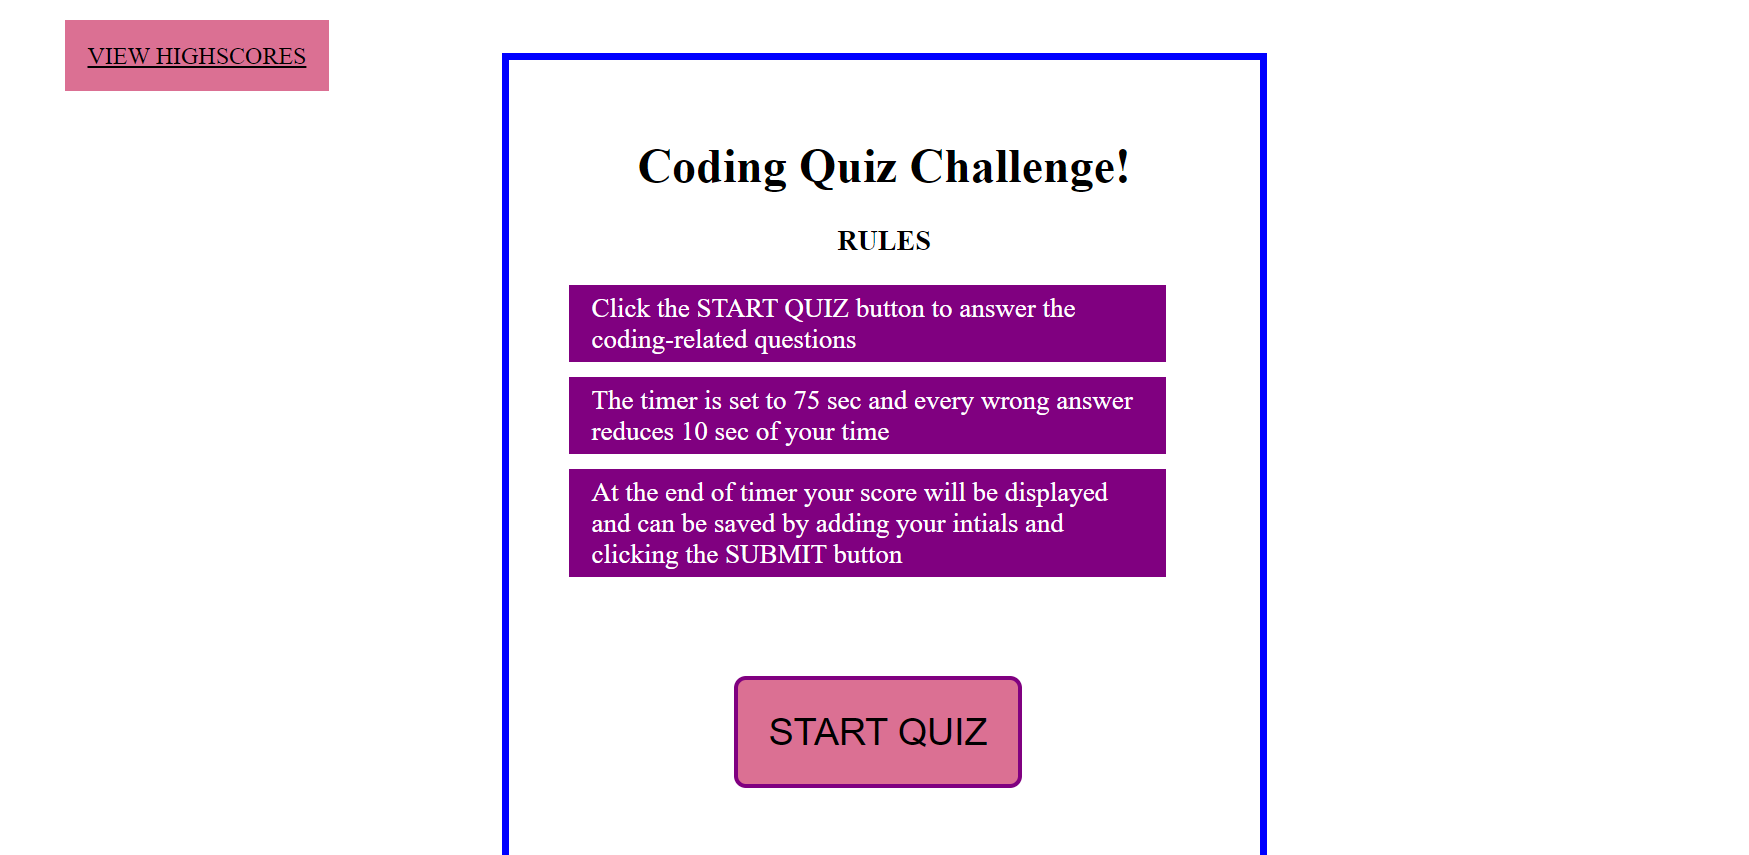 VIEW HIGHSCORES
Coding Quiz Challenge!
RULES
Click the START QUIZ button to answer the
coding-related questions
The timer is set to 75 sec and every wrong answer
reduces 10 sec of your time
At the end of timer your score will be displayed
and can be saved by adding your intials and
clicking the SUBMIT button
START QUIZ